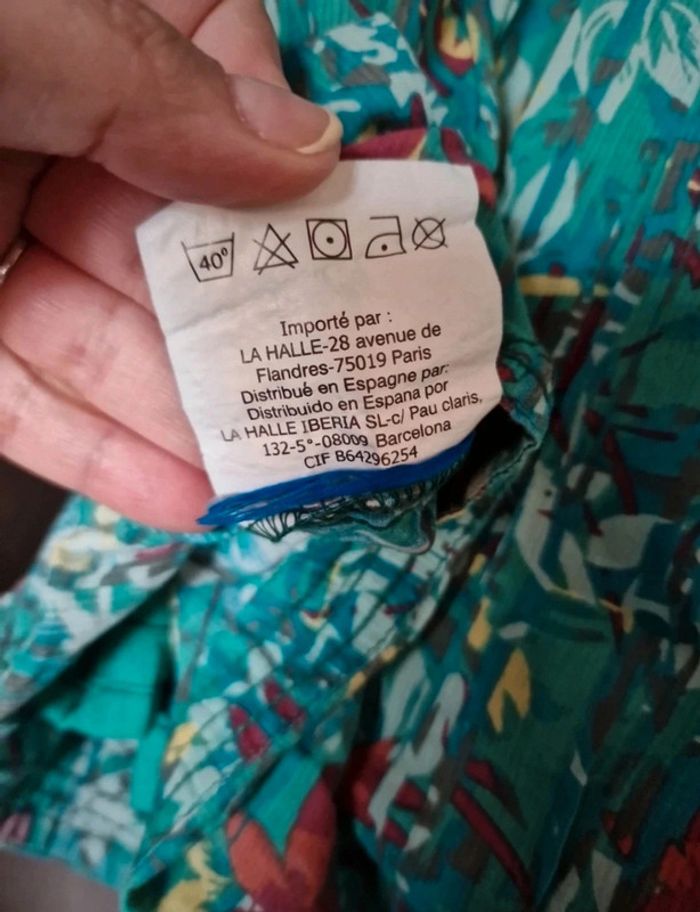 40°
Importé par :
LA HALLE-28 avenue de
Flandres-75019 Paris
Distribué en Espagne par:
Distribuido en Espana por
LA HALLE IBERIA SL-c/ Pau claris,
132-5°-08009 Barcelona
CIF B64296254